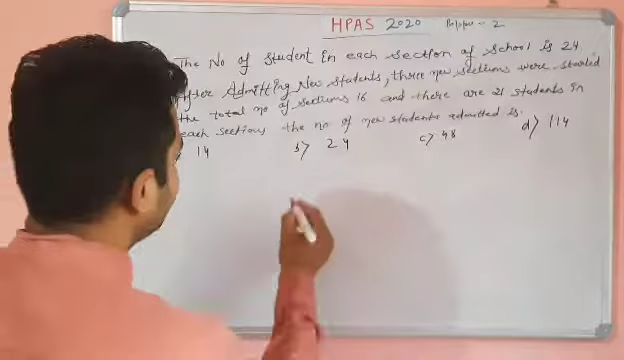 HPAS 2020 Paper - 2
The No of Student in each section of School is 24.
After Admitting New Students, three new sections were started
the total no of sections 16 and there are 21 students in
each sections the no of new students admitted is.
14 b> 24 c> 48 d> 114